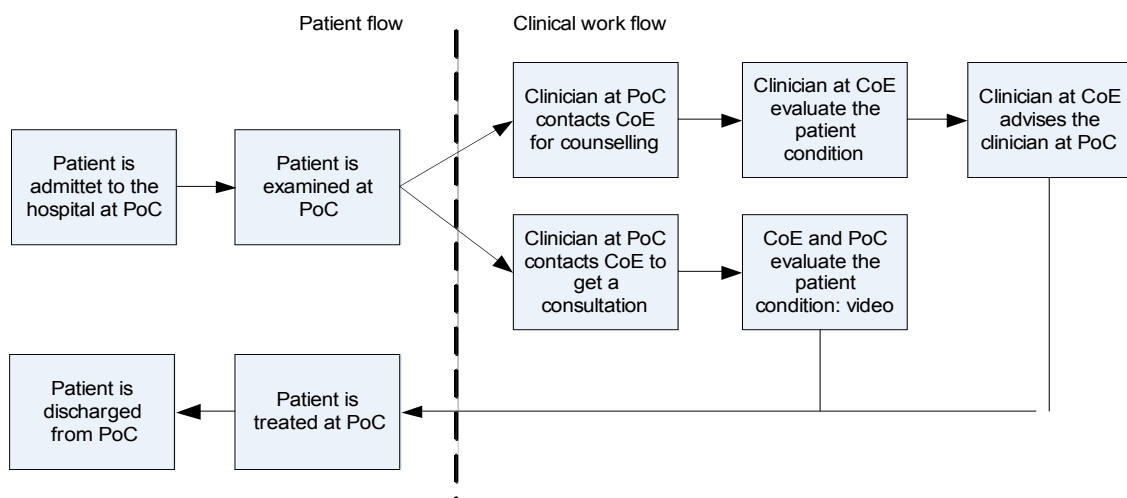 Patient flow
Clinical work flow
Patient is
admittet to the
hospital at PoC
Patient is
examined at
PoC
Clinician at PoC
contacts CoE
for counselling
Clinician at CoE
evaluate the
patient
condition
Clinician at CoE
advises the
clinician at PoC
Clinician at PoC
contacts CoE to
get a
consultation
CoE and PoC
evaluate the
patient
condition: video
Patient is
discharged
from PoC
Patient is
treated at PoC